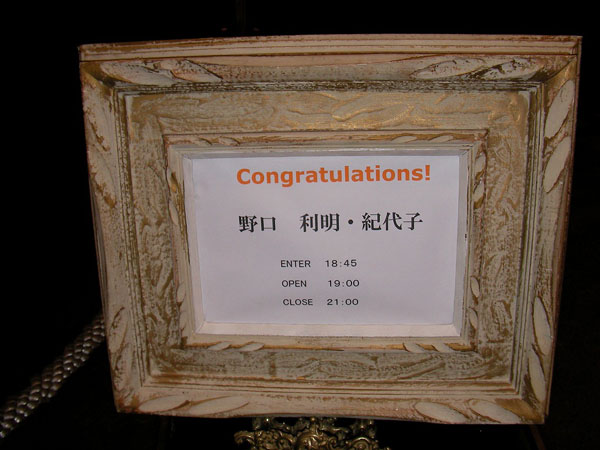 Congratulations!
野口　利明・紀代子
ENTER 18:45
OPEN 19:00
CLOSE 21:00